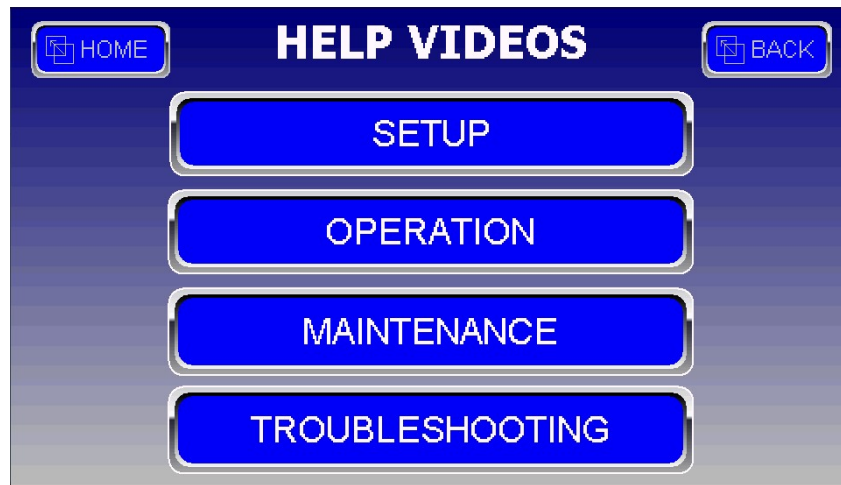 HOME
HELP VIDEOS
BACK
SETUP
OPERATION
MAINTENANCE
TROUBLESHOOTING